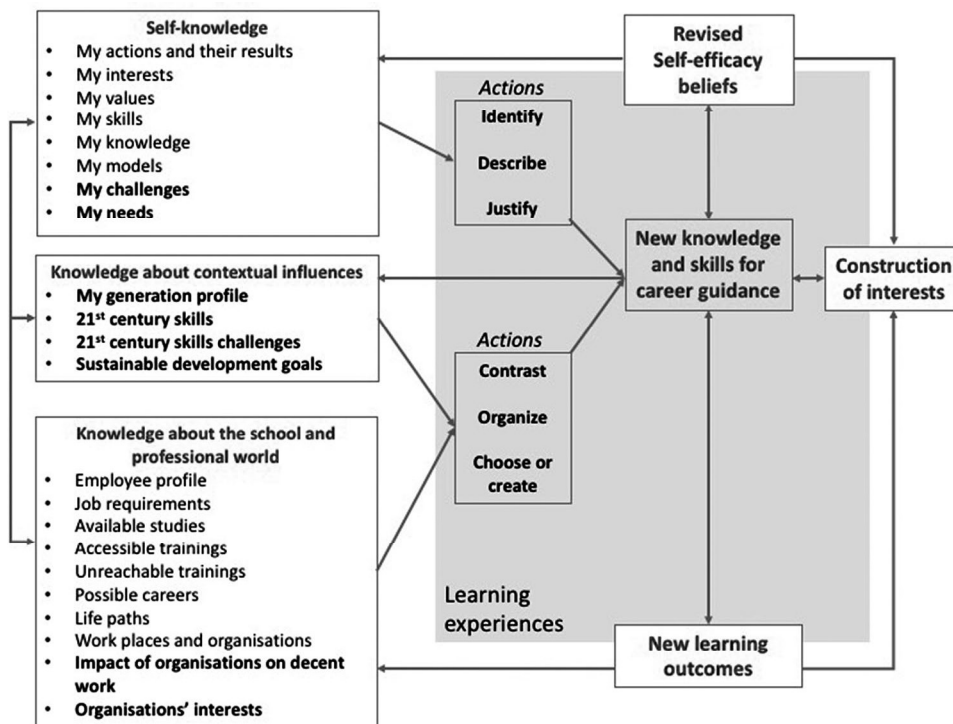 Self-knowledge
• My actions and their results
• My interests
• My values
• My skills
• My knowledge
• My models
• My challenges
• My needs
Knowledge about contextual influences
• My generation profile
• 21st century skills
• 21st century skills challenges
• Sustainable development goals
Knowledge about the school and
professional world
• Employee profile
• Job requirements
• Available studies
• Accessible trainings
• Unreachable trainings
• Possible careers
• Life paths
• Work places and organisations
• Impact of organisations on decent
work
• Organisations' interests
Actions
Identify
Describe
Justify
Actions
Contrast
Organize
Choose or
create
Learning
experiences
Revised
Self-efficacy
beliefs
New knowledge
and skills for
career guidance
Construction
of interests
New learning
outcomes